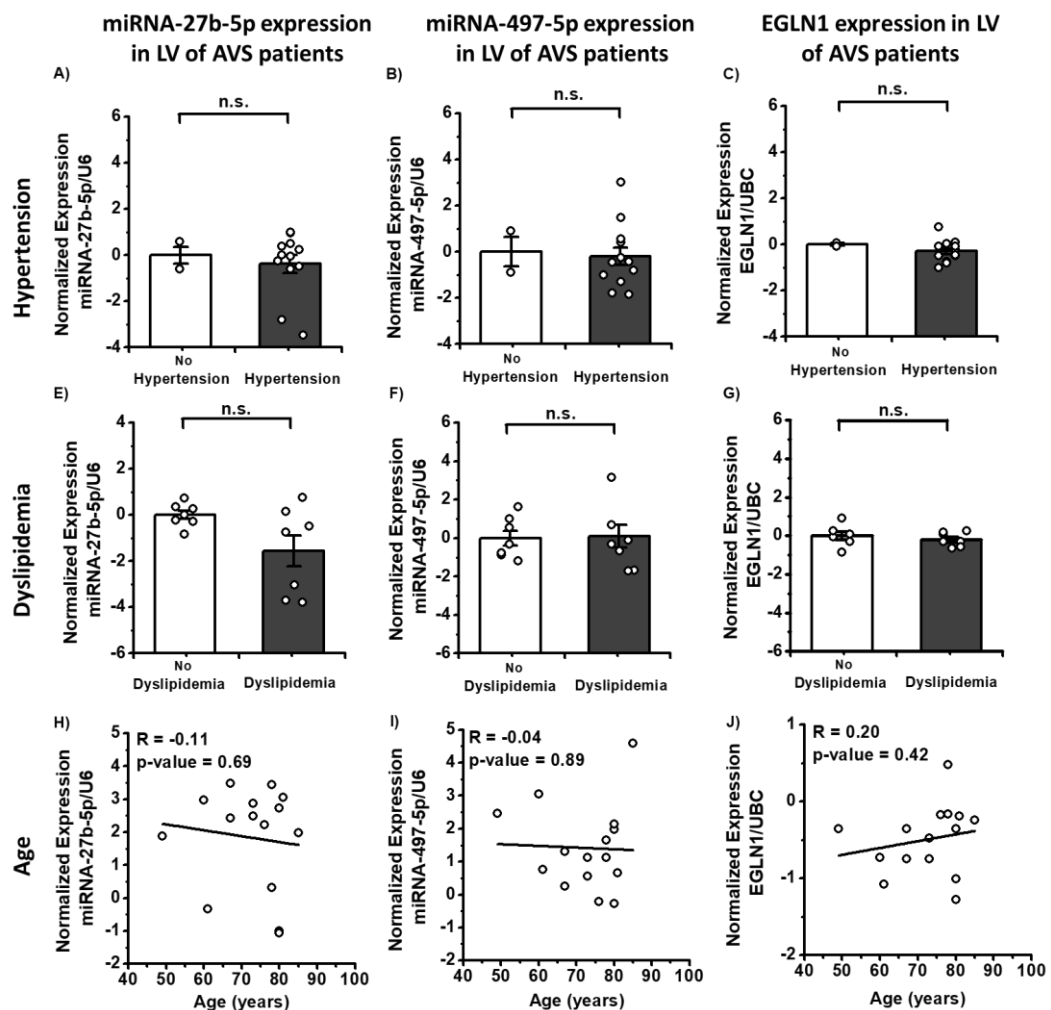 miRNA-27b-5p expression
in LV of AVS patients
miRNA-497-5p expression
in LV of AVS patients
EGLN1 expression in LV
of AVS patients
Hypertension
A)
n.s.
Normalized Expression
miRNA-27b-5p/U6
6
4
2
0
-2
-4
No
Hypertension
Hypertension
B)
n.s.
Normalized Expression
miRNA-497-5p/U6
6
4
2
0
-2
-4
No
Hypertension
Hypertension
C)
n.s.
Normalized Expression
EGLN1/UBC
6
4
2
0
-2
-4
No
Hypertension
Hypertension
Dyslipidemia
E)
n.s.
Normalized Expression
miRNA-27b-5p/U6
4
2
0
-2
-4
-6
No
Dyslipidemia
Dyslipidemia
F)
n.s.
Normalized Expression
miRNA-497-5p/U6
6
4
2
0
-2
-4
-6
No
Dyslipidemia
Dyslipidemia
G)
n.s.
Normalized Expression
EGLN1/UBC
6
4
2
0
-2
-4
-6
No
Dyslipidemia
Dyslipidemia
Age
H)
R = -0.11
p-value = 0.69
Normalized Expression
miRNA-27b-5p/U6
5
4
3
2
1
0
-1
-2
40 50 60 70 80 90 100
Age (years)
I)
R = -0.04
p-value = 0.89
Normalized Expression
miRNA-497-5p/U6
5
4
3
2
1
0
-1
-2
40 50 60 70 80 90 100
Age (years)
J)
R = 0.20
p-value = 0.42
Normalized Expression
EGLN1/UBC
1
0
-1
-2
40 50 60 70 80 90 100
Age (years)